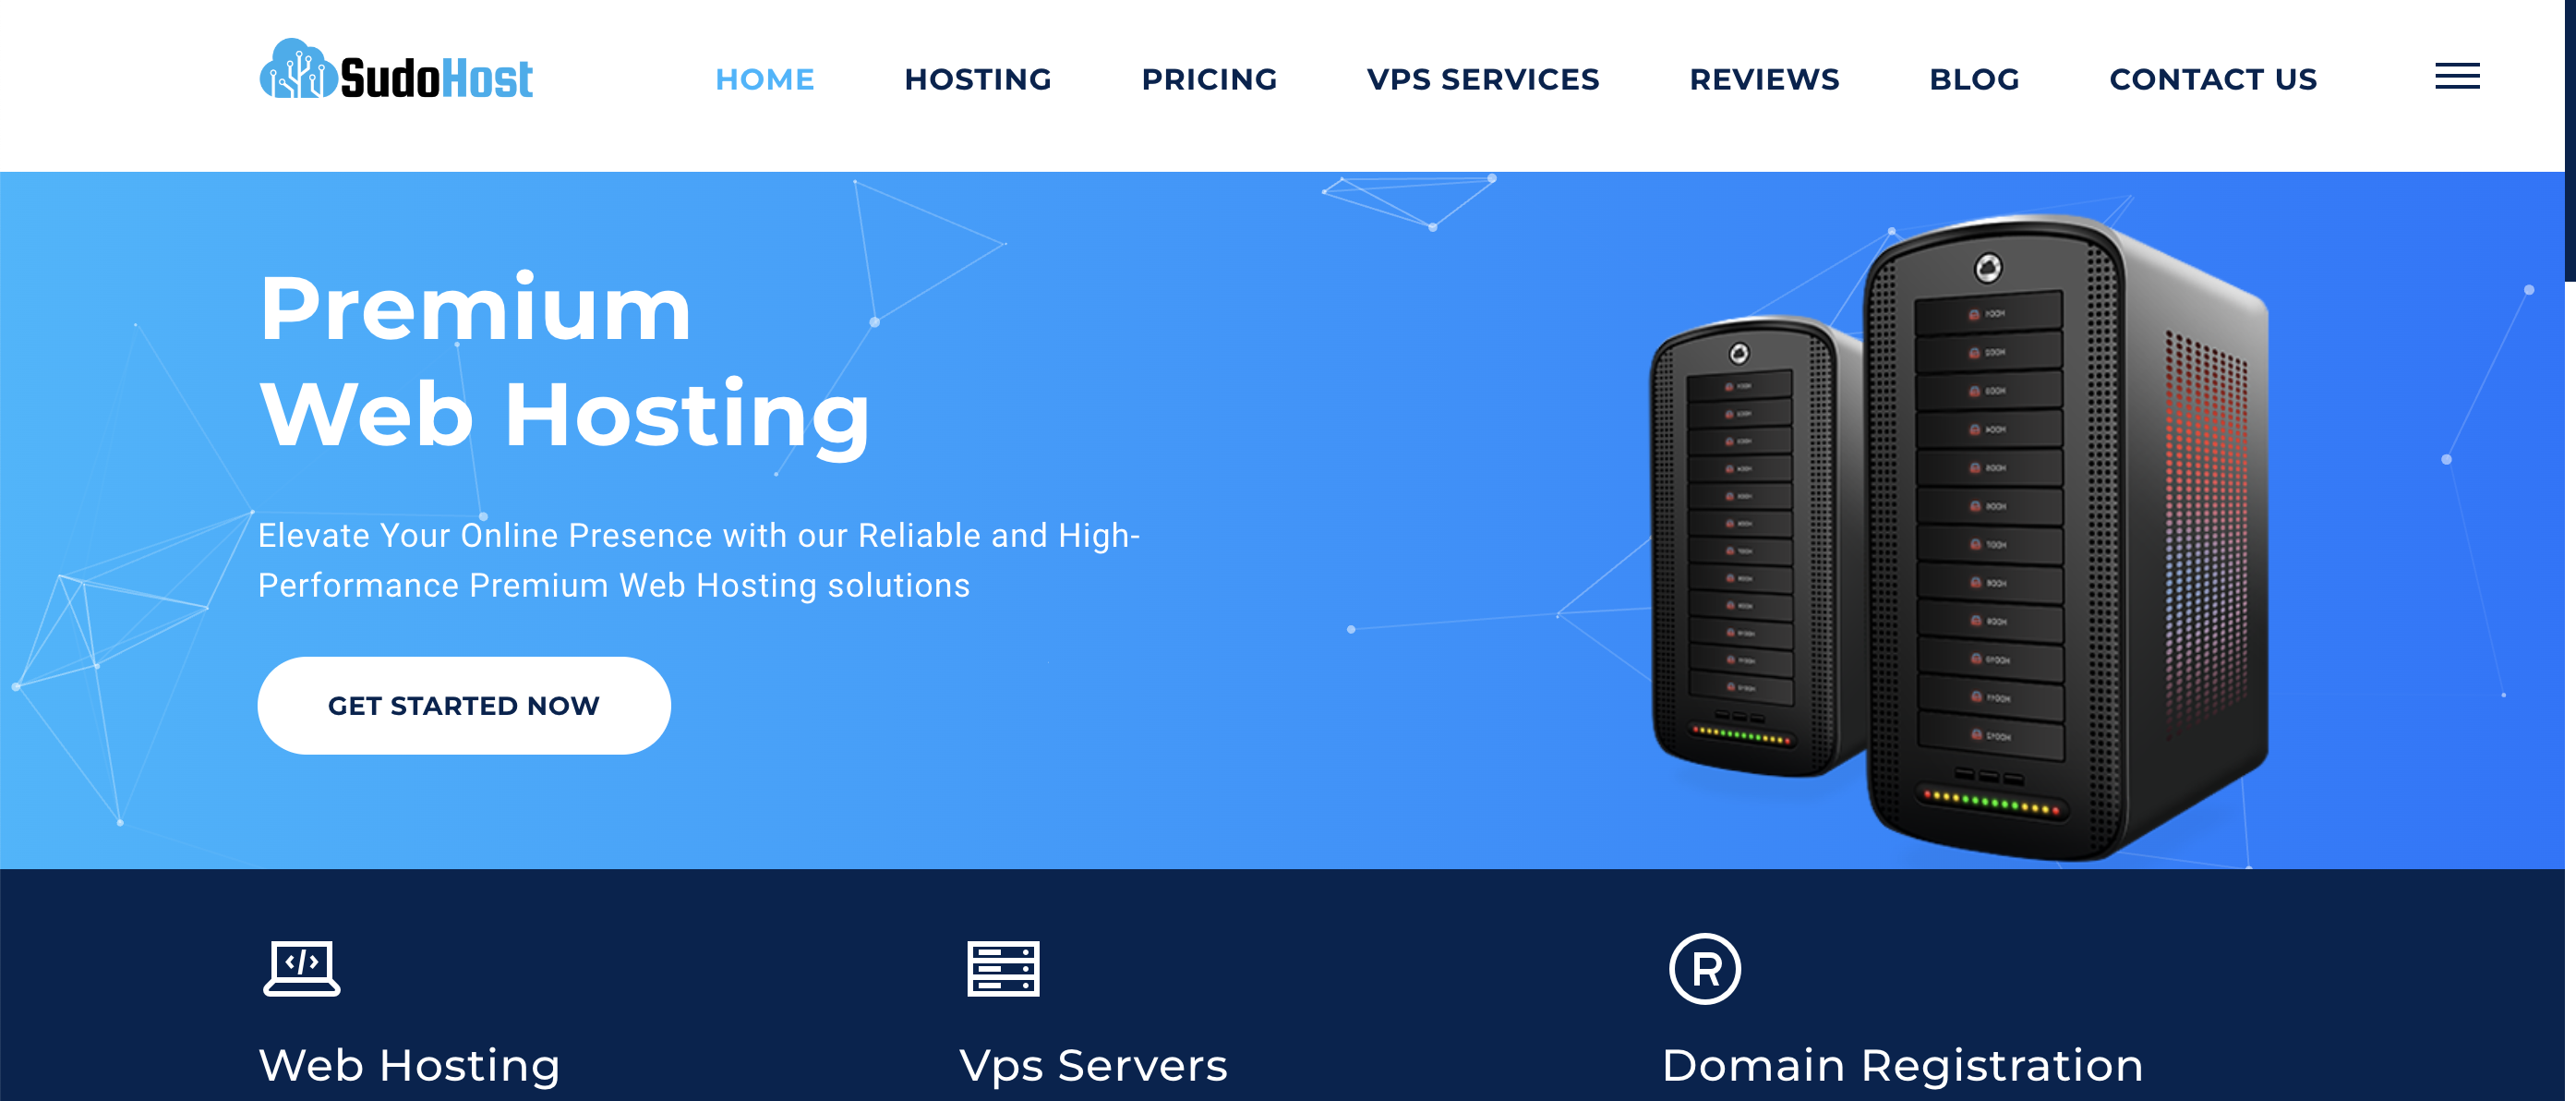 SudoHost
HOME HOSTING PRICING VPS SERVICES REVIEWS BLOG CONTACT US
Premium
Web Hosting
Elevate Your Online Presence with our Reliable and High-
Performance Premium Web Hosting solutions
GET STARTED NOW
</> R
Web Hosting Vps Servers Domain Registration